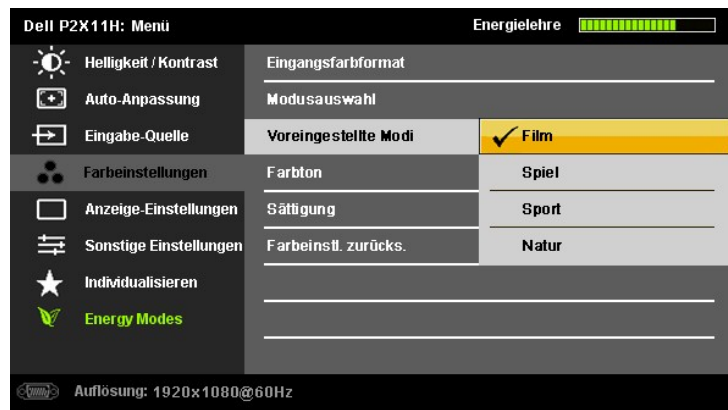 Dell P2X11H: Menü
Energielehre
Helligkeit / Kontrast
Auto-Anpassung
Eingabe-Quelle
Farbeinstellungen
Anzeige-Einstellungen
Sonstige Einstellungen
Individualisieren
Energy Modes
Eingangsfarbformat
Modusauswahl
Voreingestellte Modi
Farbton
Sättigung
Farbeinstl. zurücks.
Film
Spiel
Sport
Natur
Auflösung: 1920x1080@60Hz